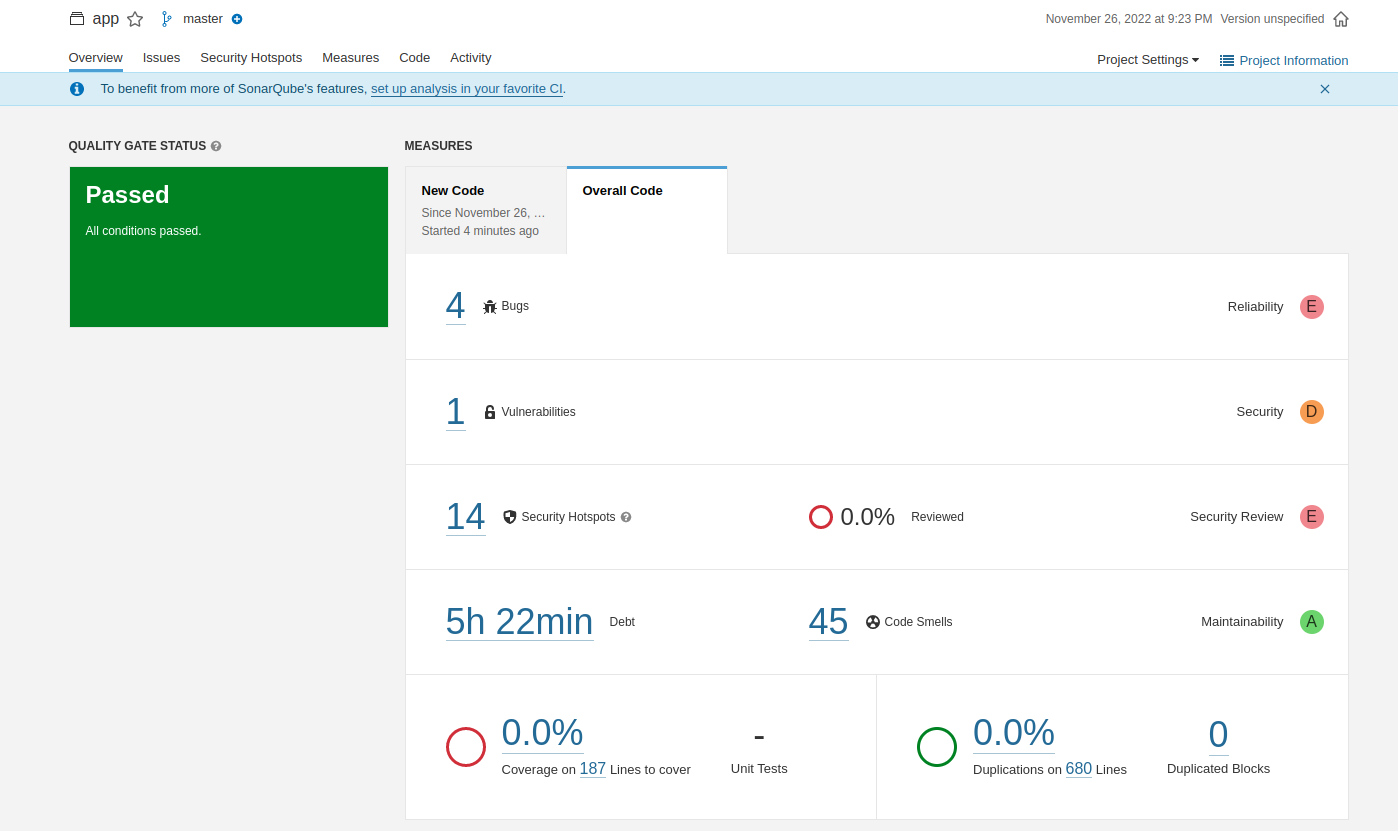 app master November 26, 2022 at 9:23 PM Version unspecified
Overview Issues Security Hotspots Measures Code Activity Project Settings Project Information
To benefit from more of SonarQube's features, set up analysis in your favorite CI.
QUALITY GATE STATUS ? MEASURES
Passed
All conditions passed.
New Code
Since November 26, …
Started 4 minutes ago
Overall Code
4 Bugs Reliability E
1 Vulnerabilities Security D
14 Security Hotspots ? 0.0% Reviewed Security Review E
5h 22min Debt 45 Code Smells Maintainability A
0.0% - 0.0% 0
Coverage on 187 Lines to cover Unit Tests Duplications on 680 Lines Duplicated Blocks